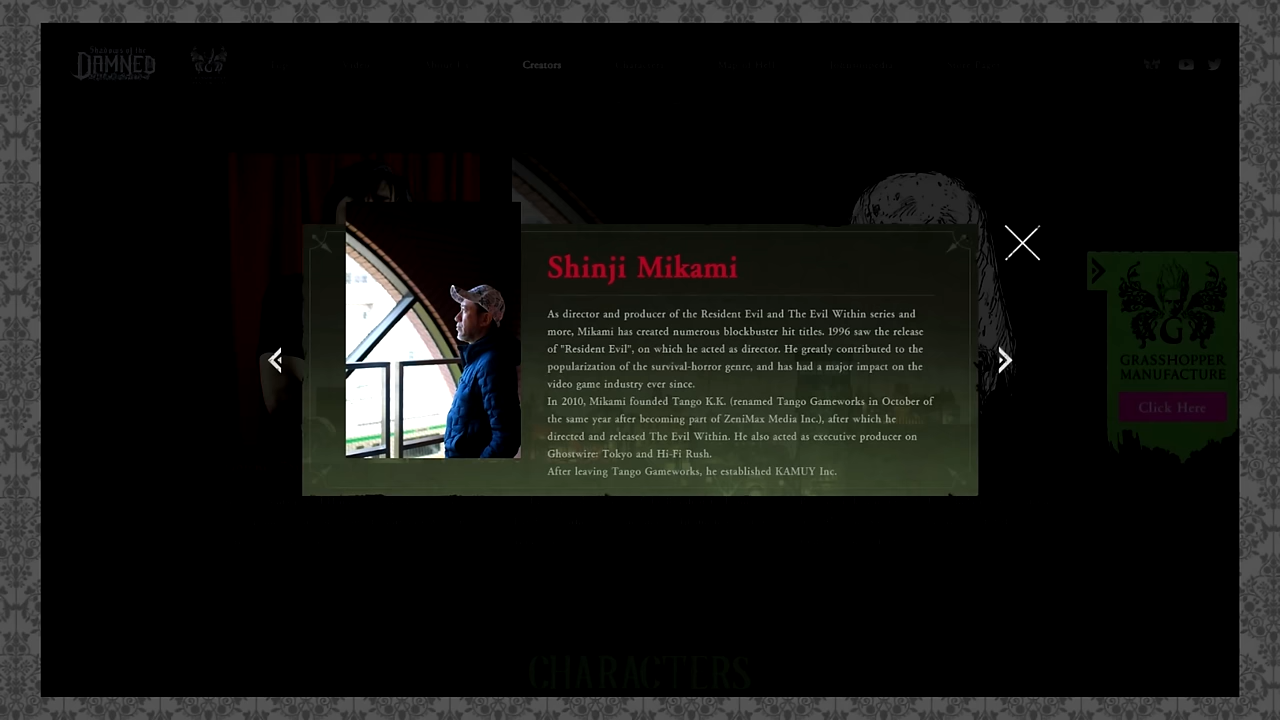 Shadows of the
DAMNED
Creators
Shinji Mikami
As director and producer of the Resident Evil and The Evil Within series and
more, Mikami has created numerous blockbuster hit titles. 1996 saw the release
of "Resident Evil", on which he acted as director. He greatly contributed to the
popularization of the survival-horror genre, and has had a major impact on the
video game industry ever since.
In 2010, Mikami founded Tango K.K. (renamed Tango Gameworks in October of
the same year after becoming part of ZeniMax Media Inc.), after which he
directed and released The Evil Within. He also acted as executive producer on
Ghostwire: Tokyo and Hi-Fi Rush.
After leaving Tango Gameworks, he established KAMUY Inc.
G
GRASSHOPPER
MANUFACTURE
Click Here
CHARACTERS